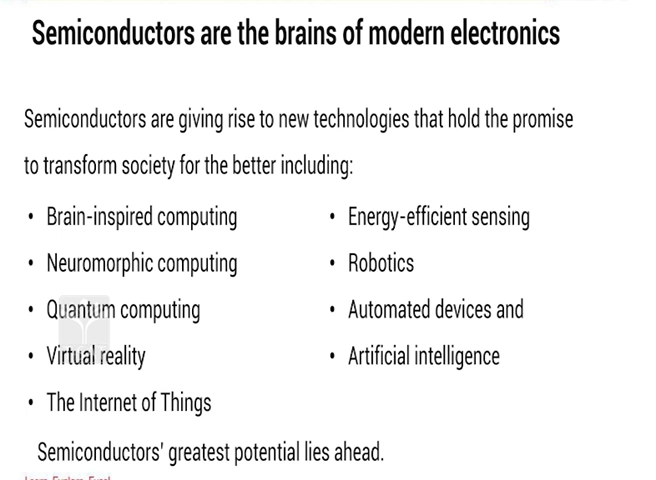 Semiconductors are the brains of modern electronics
Semiconductors are giving rise to new technologies that hold the promise
to transform society for the better including:
• Brain-inspired computing
• Neuromorphic computing
• Quantum computing
• Virtual reality
• The Internet of Things
• Energy-efficient sensing
• Robotics
• Automated devices and
• Artificial intelligence
Semiconductors' greatest potential lies ahead.